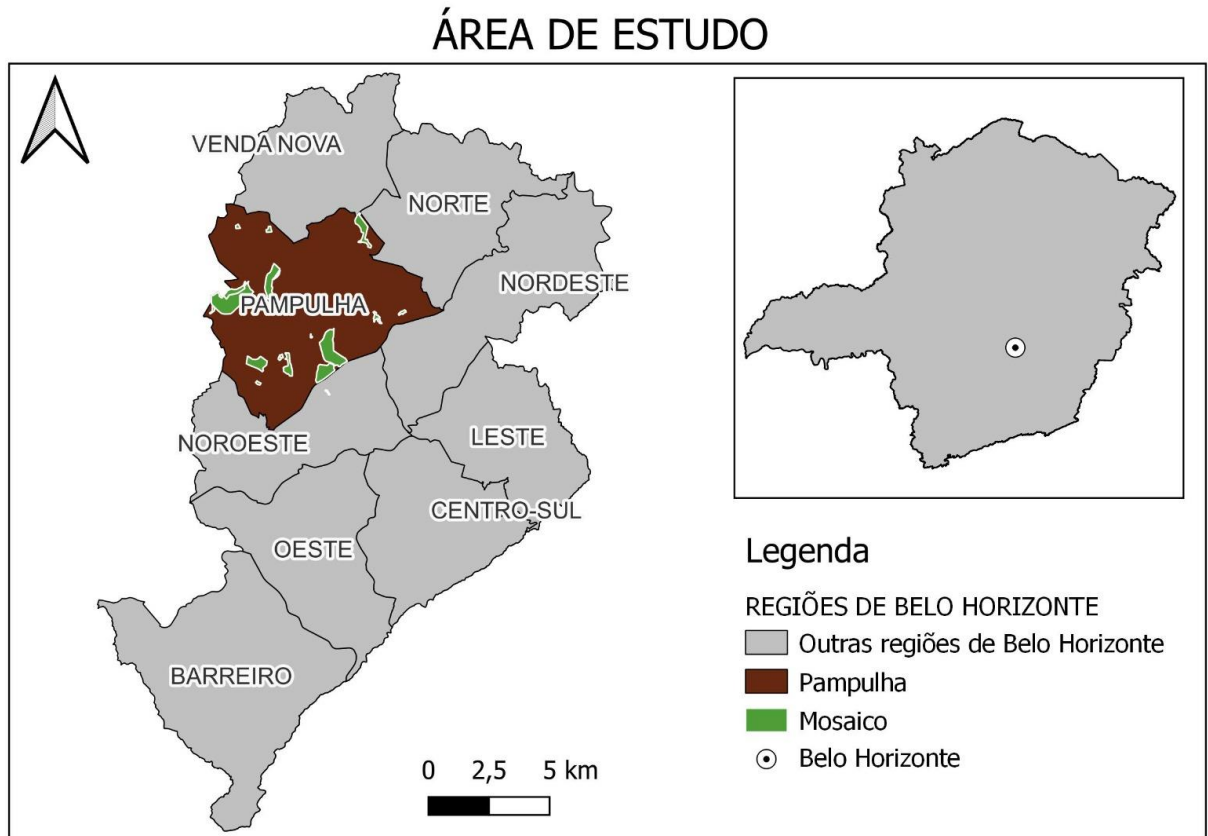 ÁREA DE ESTUDO
VENDA NOVA
NORTE
NORDESTE
PAMPULHA
NOROESTE
LESTE
CENTRO-SUL
OESTE
BARREIRO
0 2,5 5 km
Legenda
REGIÕES DE BELO HORIZONTE
Outras regiões de Belo Horizonte
Pampulha
Mosaico
Belo Horizonte